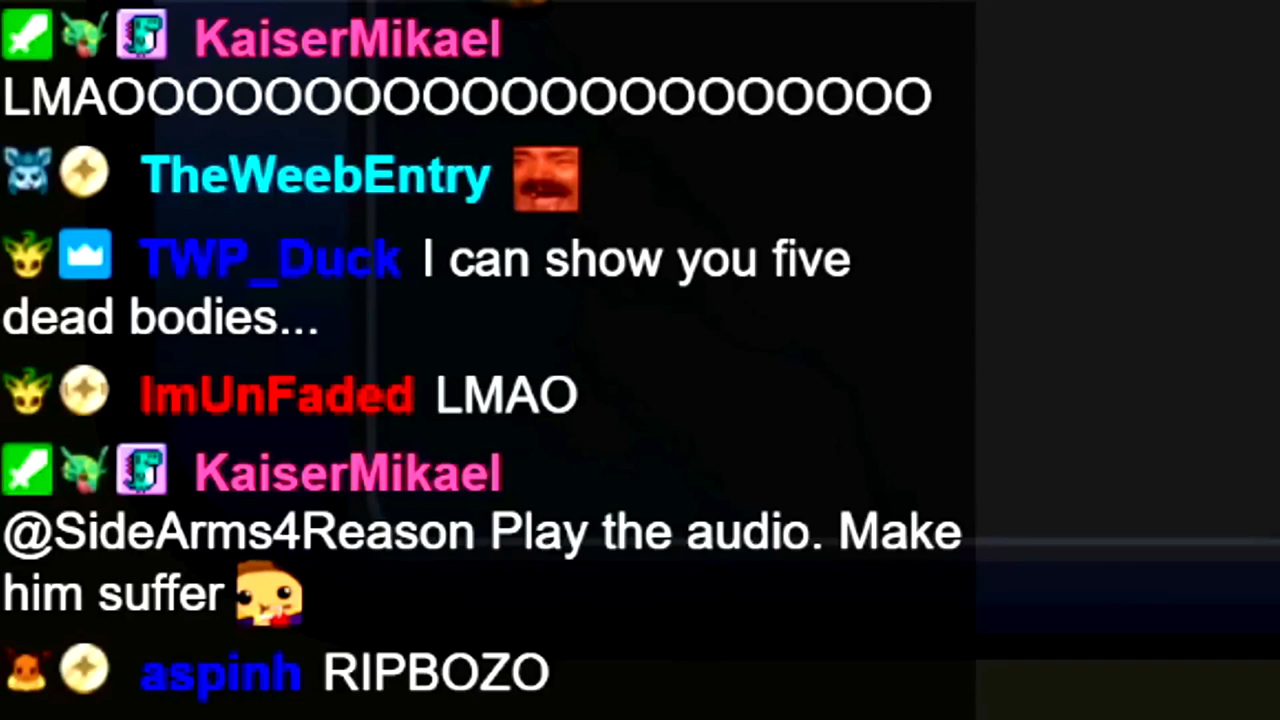 KaiserMikael
LMAOOOOOOOOOOOOOOOOOOOOO
TheWeebEntry
TWP_Duck I can show you five
dead bodies...
ImUnFaded LMAO
KaiserMikael
@SideArms4Reason Play the audio. Make
him suffer
aspinh RIPBOZO